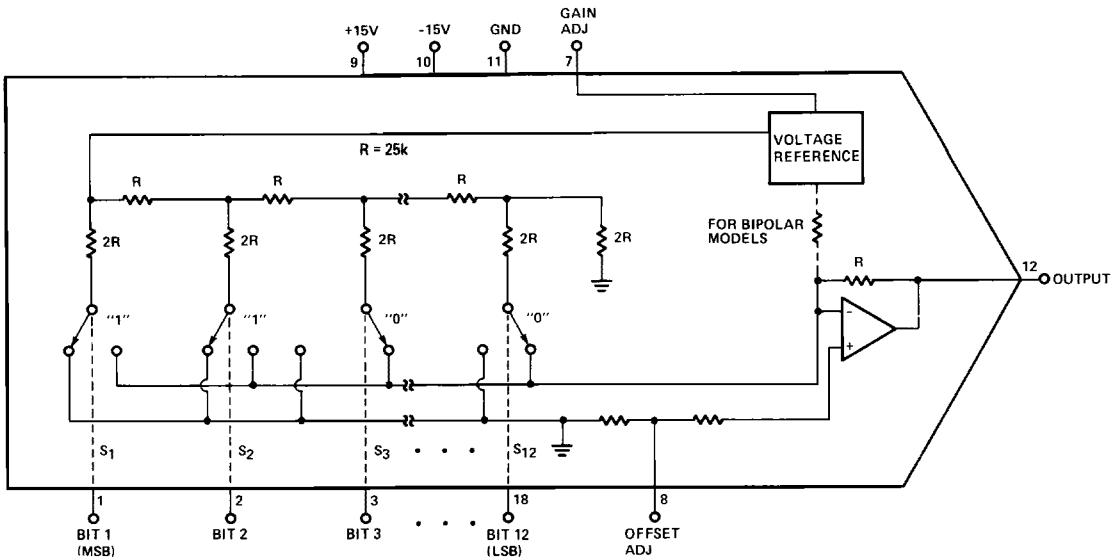 +15V
-15V
GND
GAIN
ADJ
9
10
11
7
VOLTAGE
REFERENCE
R = 25k
R
R
R
2R
2R
2R
2R
2R
FOR BIPOLAR
MODELS
R
12
OUTPUT
"1"
"1"
"0"
"0"
-
+
S1
S2
S3
. . . .
S12
1
2
3
18
8
BIT 1
(MSB)
BIT 2
BIT 3
. . . .
BIT 12
(LSB)
OFFSET
ADJ